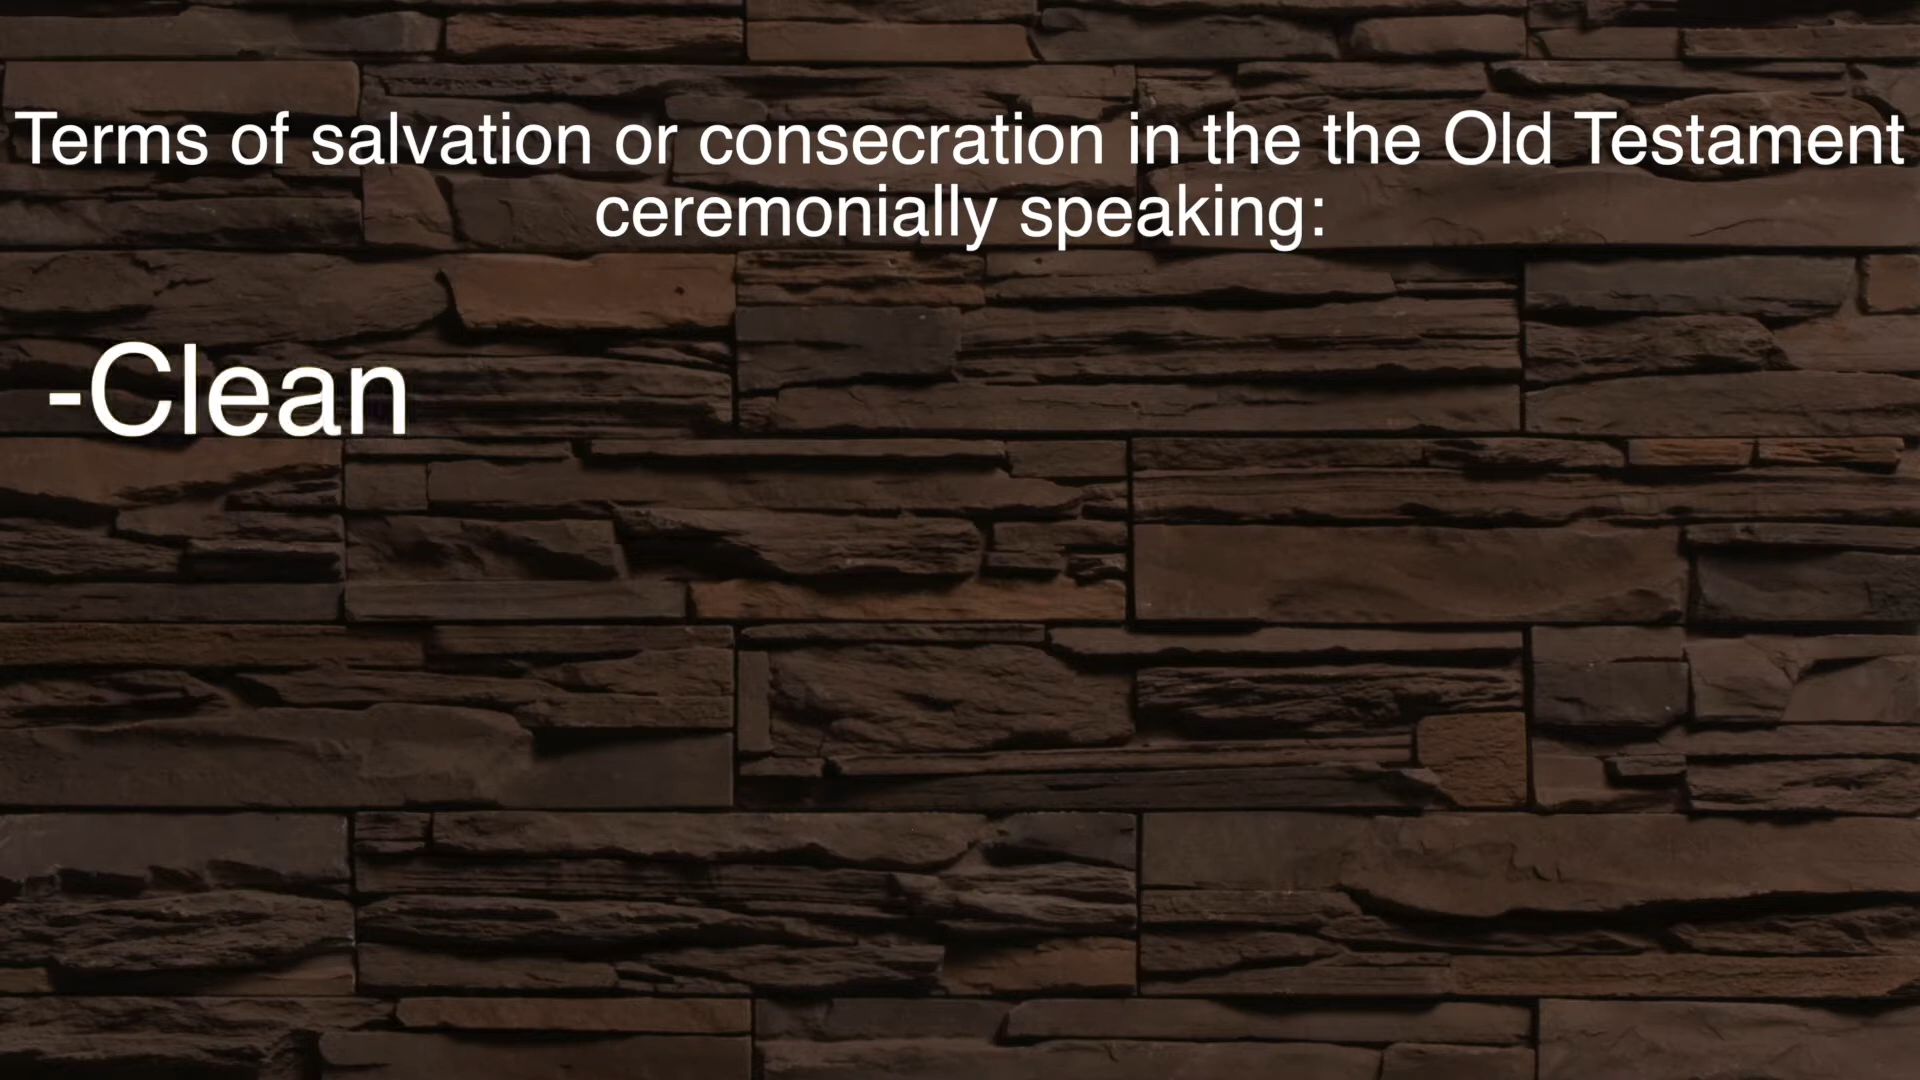 Terms of salvation or consecration in the the Old Testament
ceremonially speaking:
-Clean